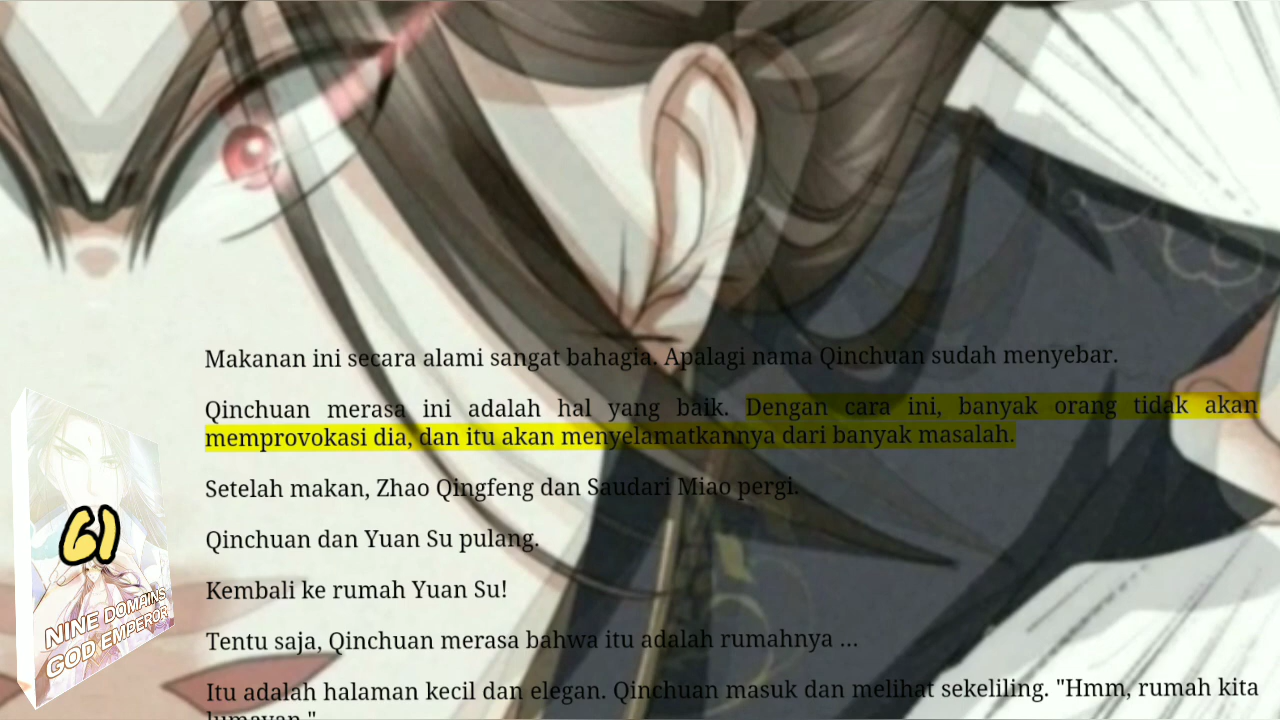 Makanan ini secara alami sangat bahagia. Apalagi nama Qinchuan sudah menyebar.
Qinchuan merasa ini adalah hal yang baik. Dengan cara ini, banyak orang tidak akan
memprovokasi dia, dan itu akan menyelamatkannya dari banyak masalah.
Setelah makan, Zhao Qingfeng dan Saudari Miao pergi.
Qinchuan dan Yuan Su pulang.
Kembali ke rumah Yuan Su!
Tentu saja, Qinchuan merasa bahwa itu adalah rumahnya ...
Itu adalah halaman kecil dan elegan. Qinchuan masuk dan melihat sekeliling. "Hmm, rumah kita
lumayan."
61
NINE DOMAINS
GOD EMPEROR